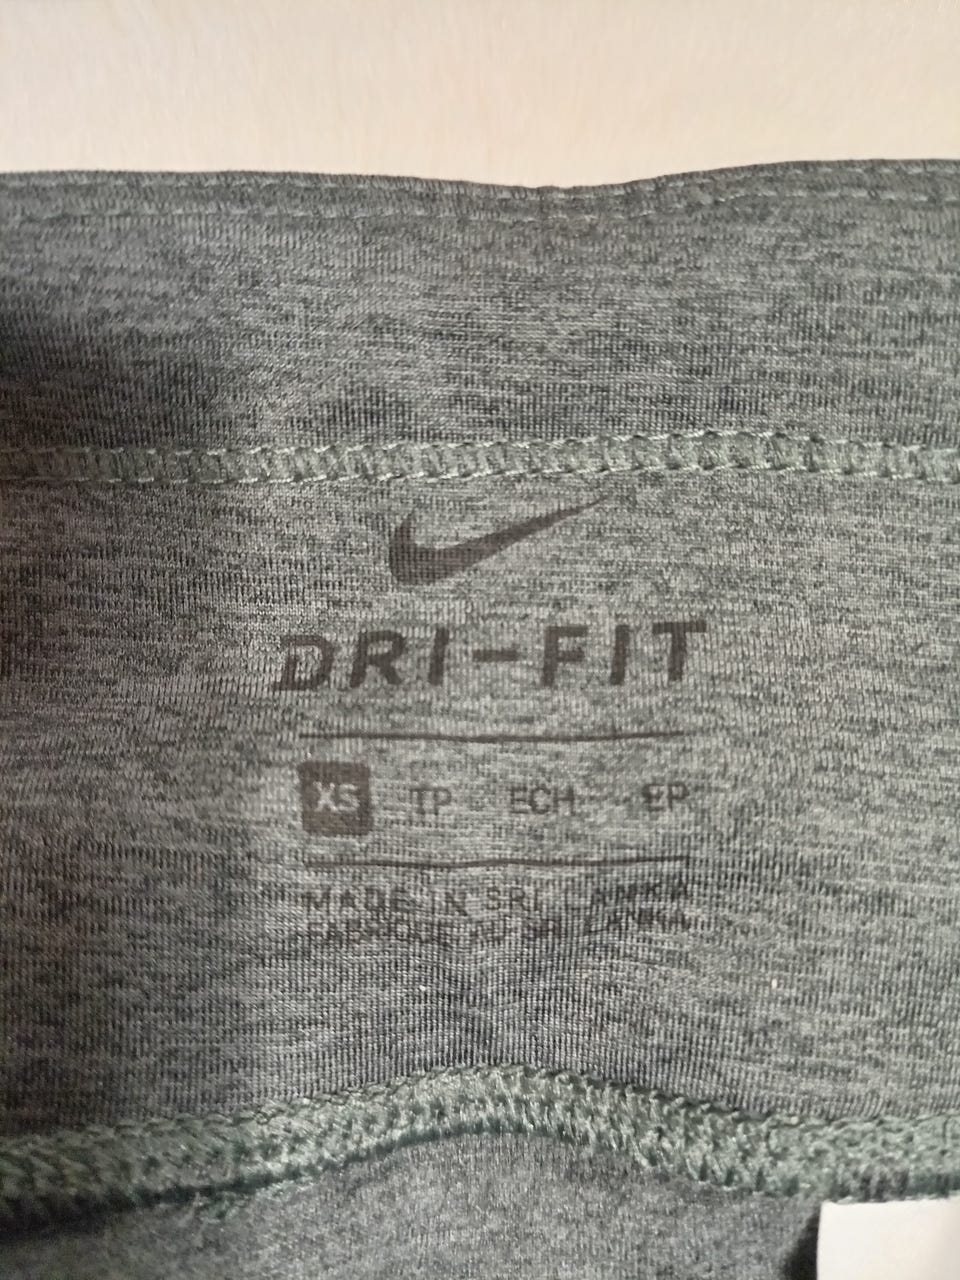 DRI-FIT
XS TP ECH EP
MADE IN SRI LANKA
FABRIQUÉ AU SRI LANKA